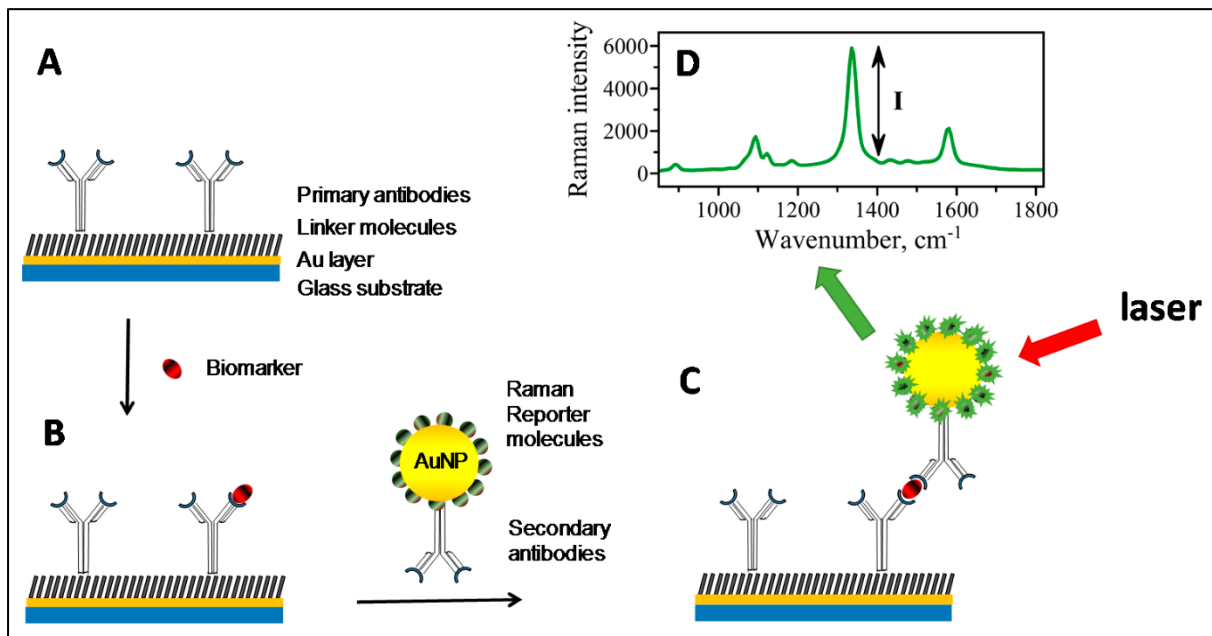 A
Primary antibodies
Linker molecules
Au layer
Glass substrate
Biomarker
B
AuNP
Raman
Reporter
molecules
Secondary
antibodies
C
laser
D
Raman intensity
6000
4000
2000
0
I
1000 1200 1400 1600 1800
Wavenumber, cm⁻¹